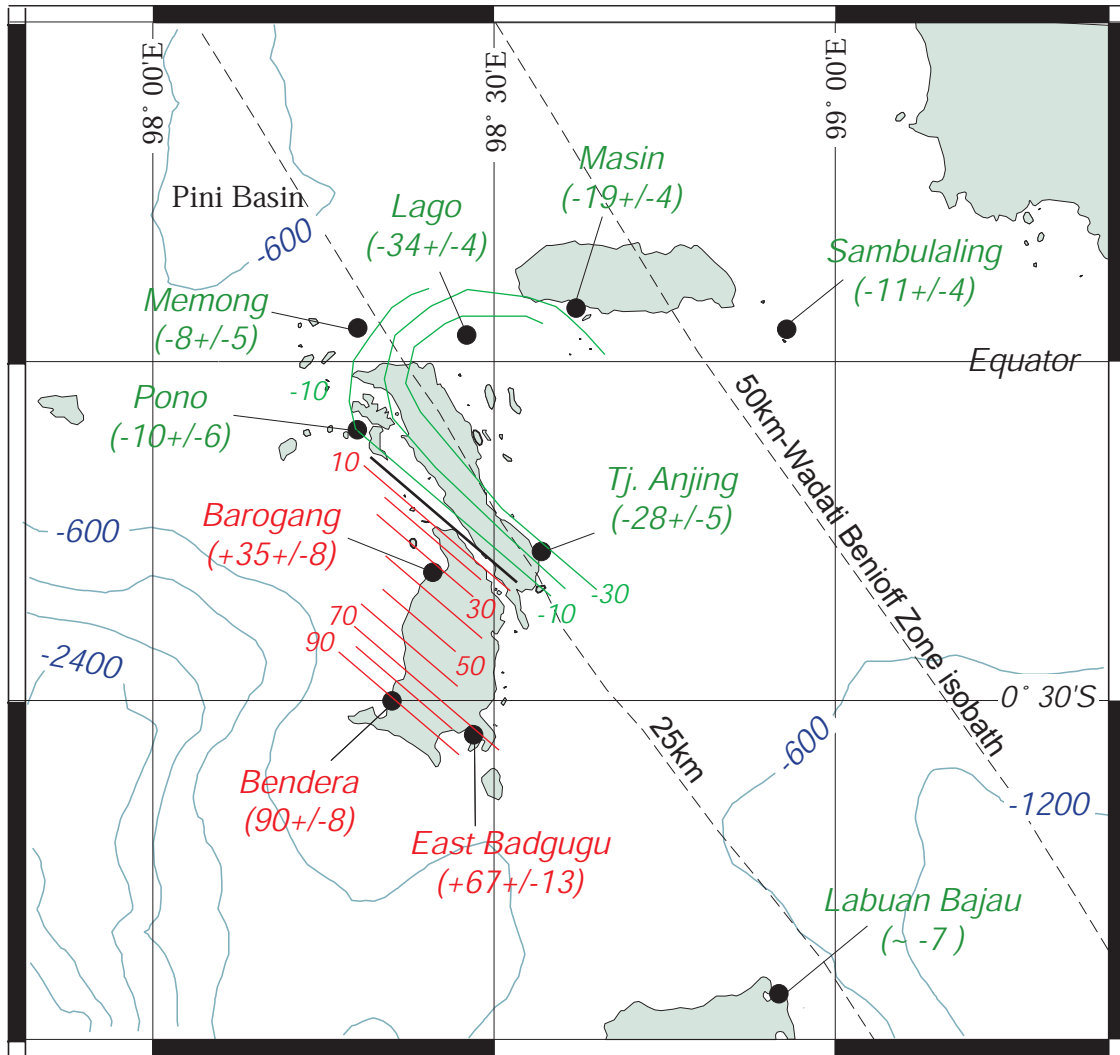 98° 00'E
98° 30'E
99° 00'E
Pini Basin
-600
Lago
(-34+/-4)
Masin
(-19+/-4)
Sambulaling
(-11+/-4)
Memong
(-8+/-5)
Equator
-10
Pono
(-10+/-6)
50km-Wadati Benioff Zone isobath
10
Tj. Anjing
(-28+/-5)
Barogang
(+35+/-8)
-600
-30
-10
30
70
90
50
-2400
0° 30'S
25km
-600
Bendera
(90+/-8)
-1200
East Badgugu
(+67+/-13)
Labuan Bajau
(~ -7 )